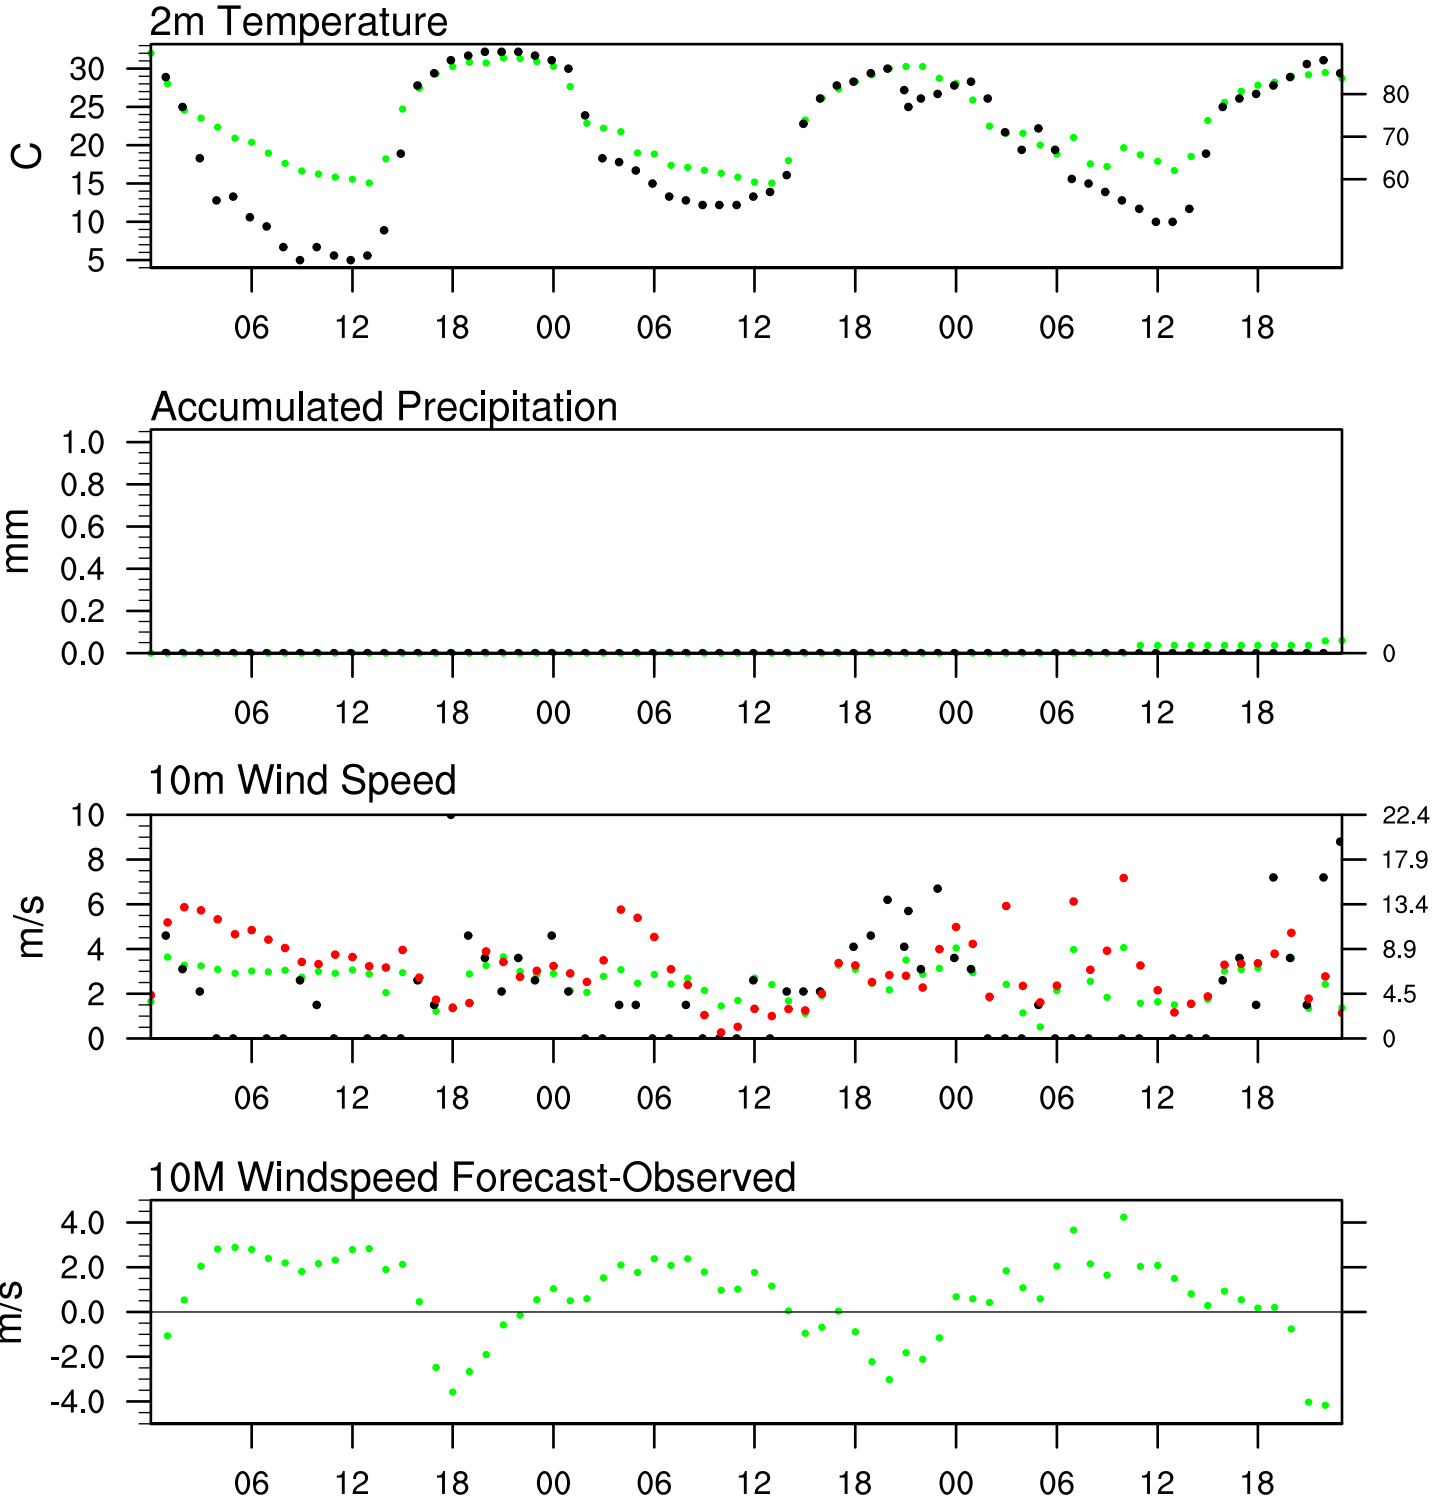 2m Temperature
30
25
20
15
10
5
C
80
70
60
06 12 18 00 06 12 18 00 06 12 18
Accumulated Precipitation
1.0
0.8
0.6
0.4
0.2
0.0
mm
0
06 12 18 00 06 12 18 00 06 12 18
10m Wind Speed
10
8
6
4
2
0
m/s
22.4
17.9
13.4
8.9
4.5
0
06 12 18 00 06 12 18 00 06 12 18
10M Windspeed Forecast-Observed
4.0
2.0
0.0
-2.0
-4.0
m/s
06 12 18 00 06 12 18 00 06 12 18